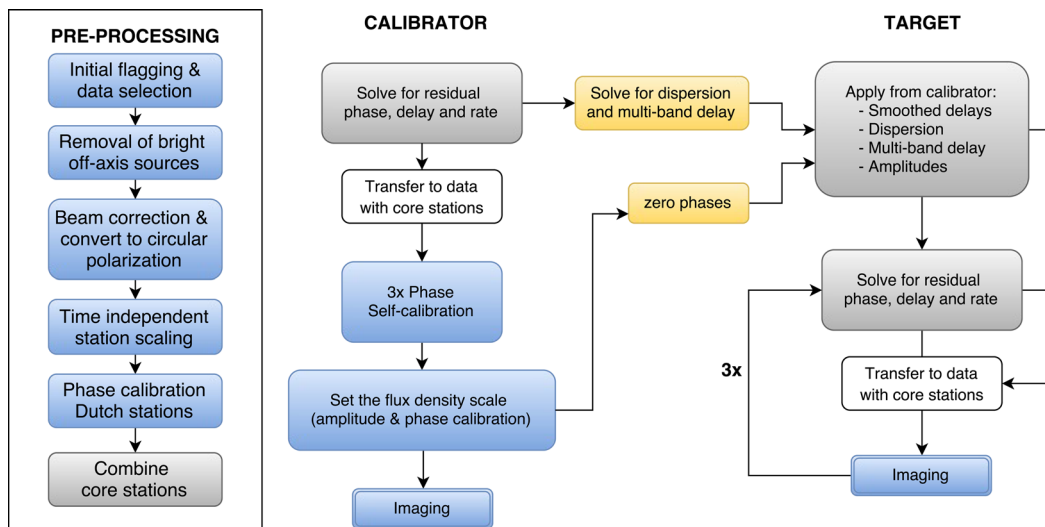 PRE-PROCESSING
Initial flagging &
data selection
Removal of bright
off-axis sources
Beam correction &
convert to circular
polarization
Time independent
station scaling
Phase calibration
Dutch stations
Combine
core stations
CALIBRATOR
Solve for residual
phase, delay and rate
Solve for dispersion
and multi-band delay
Transfer to data
with core stations
zero phases
3x Phase
Self-calibration
Set the flux density scale
(amplitude & phase calibration)
Imaging
TARGET
Apply from calibrator:
- Smoothed delays
- Dispersion
- Multi-band delay
- Amplitudes
Solve for residual
phase, delay and rate
3x
Transfer to data
with core stations
Imaging